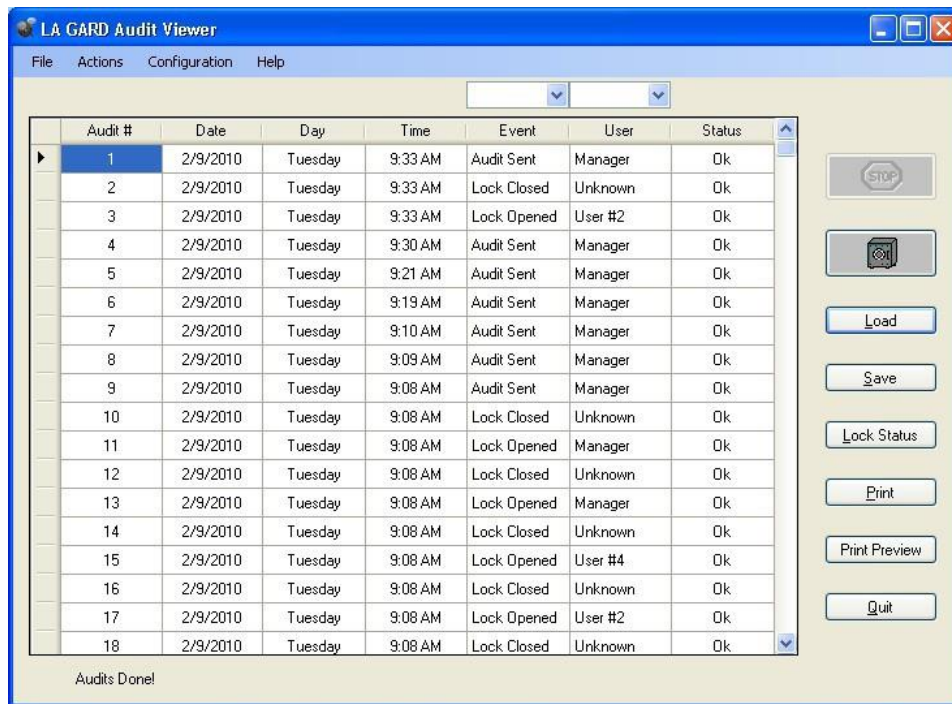 LA GARD Audit Viewer
File Actions Configuration Help
Audit # Date Day Time Event User Status
1 2/9/2010 Tuesday 9:33 AM Audit Sent Manager Ok
2 2/9/2010 Tuesday 9:33 AM Lock Closed Unknown Ok
3 2/9/2010 Tuesday 9:33 AM Lock Opened User #2 Ok
4 2/9/2010 Tuesday 9:30 AM Audit Sent Manager Ok
5 2/9/2010 Tuesday 9:21 AM Audit Sent Manager Ok
6 2/9/2010 Tuesday 9:19 AM Audit Sent Manager Ok
7 2/9/2010 Tuesday 9:10 AM Audit Sent Manager Ok
8 2/9/2010 Tuesday 9:09 AM Audit Sent Manager Ok
9 2/9/2010 Tuesday 9:08 AM Audit Sent Manager Ok
10 2/9/2010 Tuesday 9:08 AM Lock Closed Unknown Ok
11 2/9/2010 Tuesday 9:08 AM Lock Opened Manager Ok
12 2/9/2010 Tuesday 9:08 AM Lock Closed Unknown Ok
13 2/9/2010 Tuesday 9:08 AM Lock Opened Manager Ok
14 2/9/2010 Tuesday 9:08 AM Lock Closed Unknown Ok
15 2/9/2010 Tuesday 9:08 AM Lock Opened User #4 Ok
16 2/9/2010 Tuesday 9:08 AM Lock Closed Unknown Ok
17 2/9/2010 Tuesday 9:08 AM Lock Opened User #2 Ok
18 2/9/2010 Tuesday 9:08 AM Lock Closed Unknown Ok
STOP
Load
Save
Lock Status
Print
Print Preview
Quit
Audits Done!